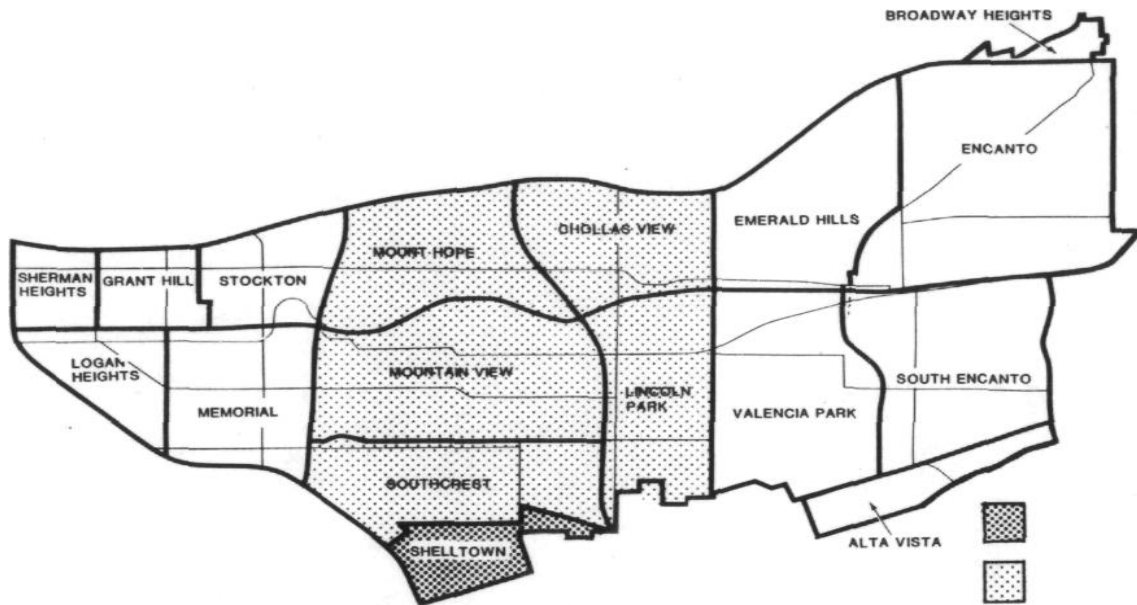 BROADWAY HEIGHTS
ENCANTO
EMERALD HILLS
CHOLLAS VIEW
MOUNT HOPE
STOCKTON
GRANT HILL
SHERMAN
HEIGHTS
LOGAN
HEIGHTS
MEMORIAL
MOUNTAIN VIEW
LINCOLN
PARK
VALENCIA PARK
SOUTH ENCANTO
SOUTHCREST
SHELLTOWN
ALTA VISTA